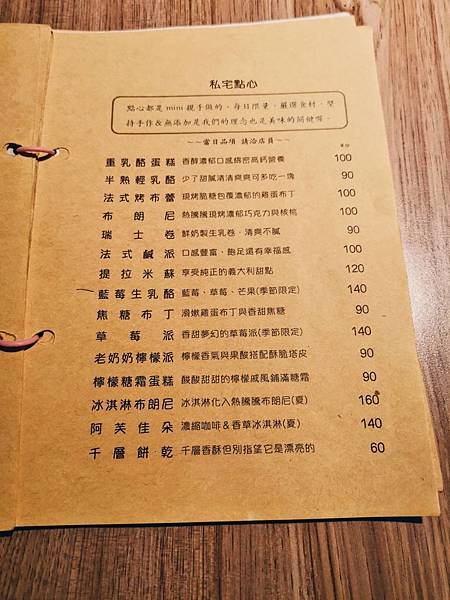 私宅點心
點心都是mini親手做的，每日限量，嚴選食材，堅
持手作&無添加是我們的理念也是美味的關鍵喔。
~~當日品項 請洽店員~~
重乳酪蛋糕 香醇濃郁口感綿密高鈣營養 100
半熟輕乳酪 少了甜膩清清爽爽可多吃一塊 90
法式烤布蕾 現烤脆糖包覆濃郁的雞蛋布丁 100
布朗尼 熱騰騰現烤濃郁巧克力與核桃 100
瑞士卷 鮮奶製生乳卷，清爽不膩 90
法式鹹派 口感豐富、飽足還有幸福感 100
提拉米蘇 享受純正的義大利甜點 120
藍莓生乳酪 藍莓、草莓、芒果(季節限定) 140
焦糖布丁 滑嫩雞蛋布丁與香甜焦糖 90
草莓派 香甜夢幻的草莓派(季節限定) 140
老奶奶檸檬派 檸檬香氣與果酸搭配酥脆塔皮 90
檸檬糖霜蛋糕 酸酸甜甜的檸檬戚風鋪滿糖霜 90
冰淇淋布朗尼 冰淇淋化入熱騰騰布朗尼(夏) 160
阿芙佳朵 濃縮咖啡&香草冰淇淋(夏) 140
千層餅乾 千層香酥但別指望它是漂亮的 60